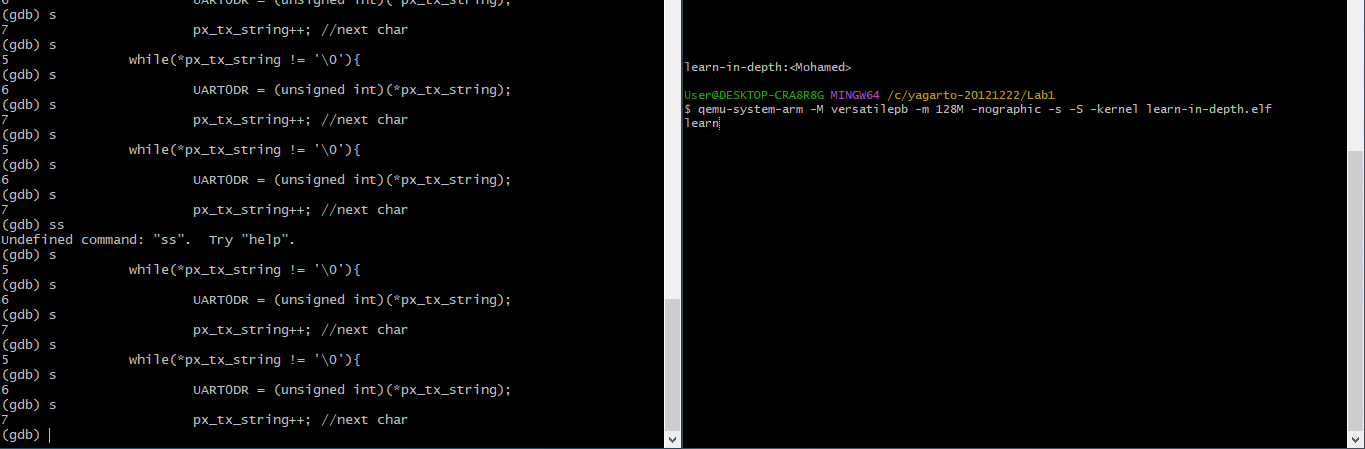 6 UART0DR = (unsigned int)(*px_tx_string);
(gdb) s
7 px_tx_string++; //next char
(gdb) s
5 while(*px_tx_string != '\0'){
(gdb) s
6 UART0DR = (unsigned int)(*px_tx_string);
(gdb) s
7 px_tx_string++; //next char
(gdb) s
5 while(*px_tx_string != '\0'){
(gdb) s
6 UART0DR = (unsigned int)(*px_tx_string);
(gdb) s
7 px_tx_string++; //next char
(gdb) ss
Undefined command: "ss".  Try "help".
(gdb) s
5 while(*px_tx_string != '\0'){
(gdb) s
6 UART0DR = (unsigned int)(*px_tx_string);
(gdb) s
7 px_tx_string++; //next char
(gdb) s
5 while(*px_tx_string != '\0'){
(gdb) s
6 UART0DR = (unsigned int)(*px_tx_string);
(gdb) s
7 px_tx_string++; //next char
(gdb)
learn-in-depth:<Mohamed>
User@DESKTOP-CRA8R8G MINGW64 /c/yagarto-20121222/Lab1
$ qemu-system-arm -M versatilepb -m 128M -nographic -s -S -kernel learn-in-depth.elf
learn